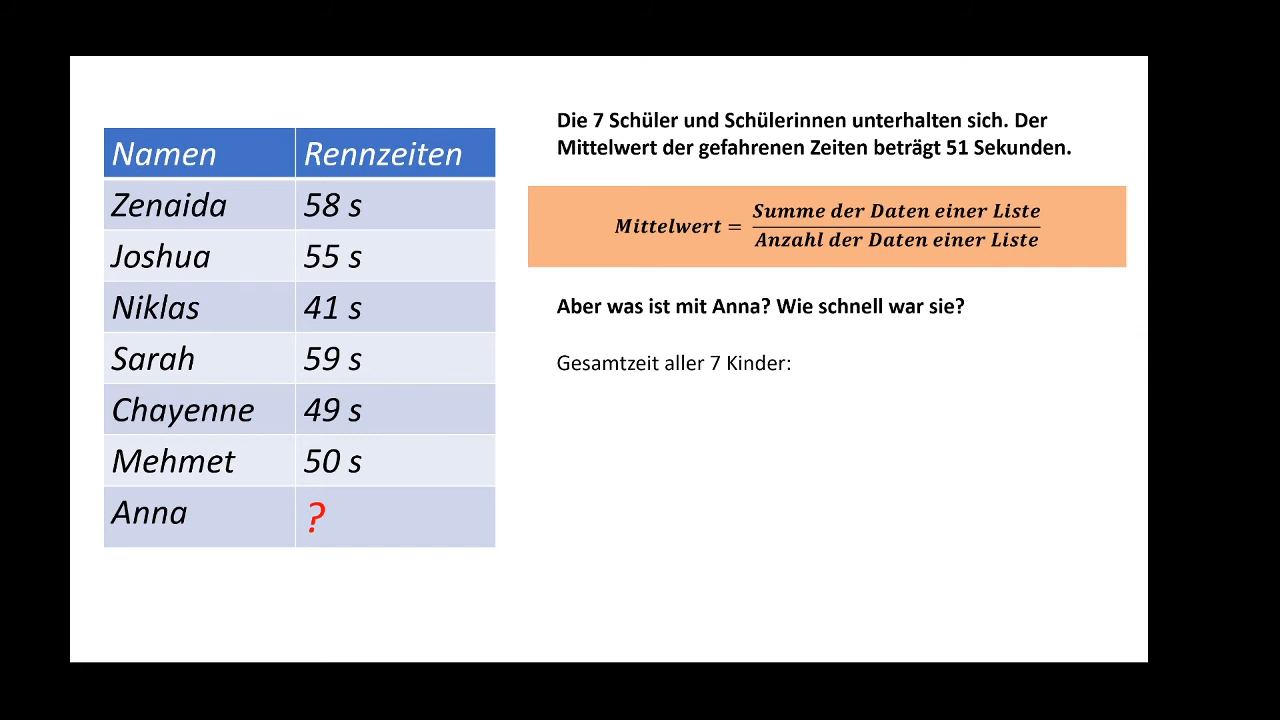 Namen Rennzeiten
Zenaida 58 s
Joshua 55 s
Niklas 41 s
Sarah 59 s
Chayenne 49 s
Mehmet 50 s
Anna ?
Die 7 Schüler und Schülerinnen unterhalten sich. Der
Mittelwert der gefahrenen Zeiten beträgt 51 Sekunden.
Mittelwert = Summe der Daten einer Liste
Anzahl der Daten einer Liste
Aber was ist mit Anna? Wie schnell war sie?
Gesamtzeit aller 7 Kinder: